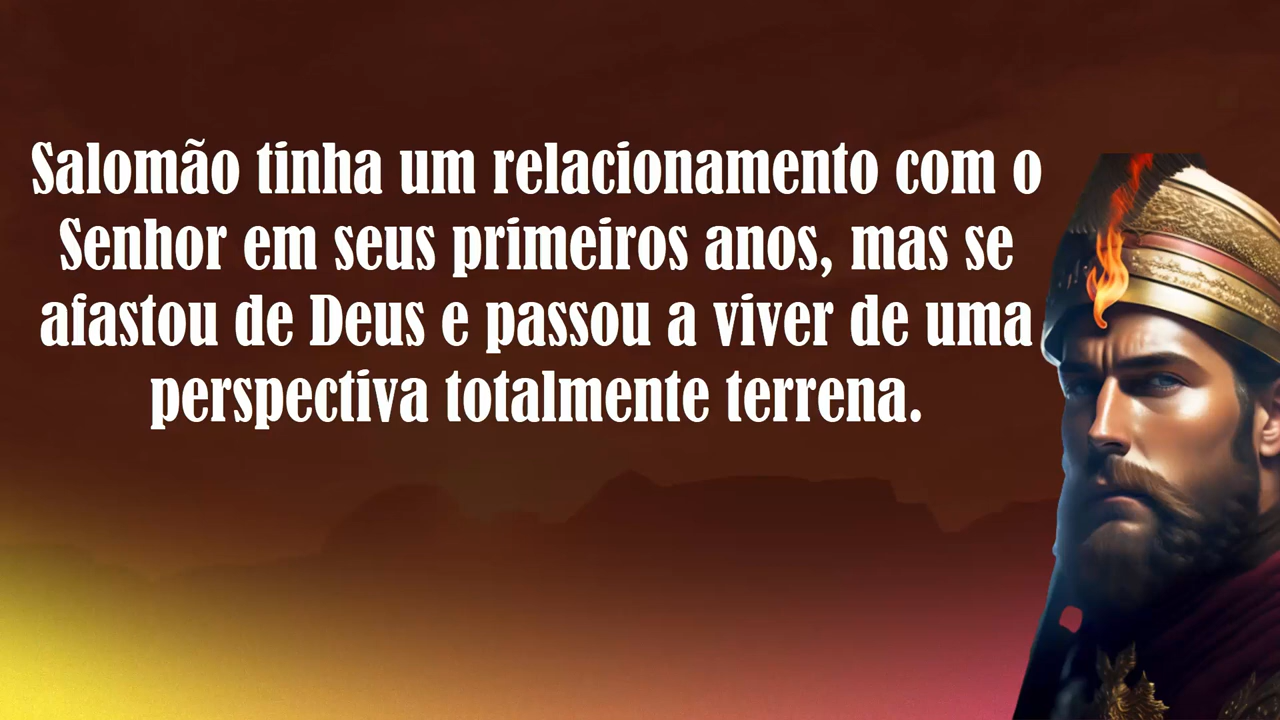 Salomão tinha um relacionamento com o
Senhor em seus primeiros anos, mas se
afastou de Deus e passou a viver de uma
perspectiva totalmente terrena.